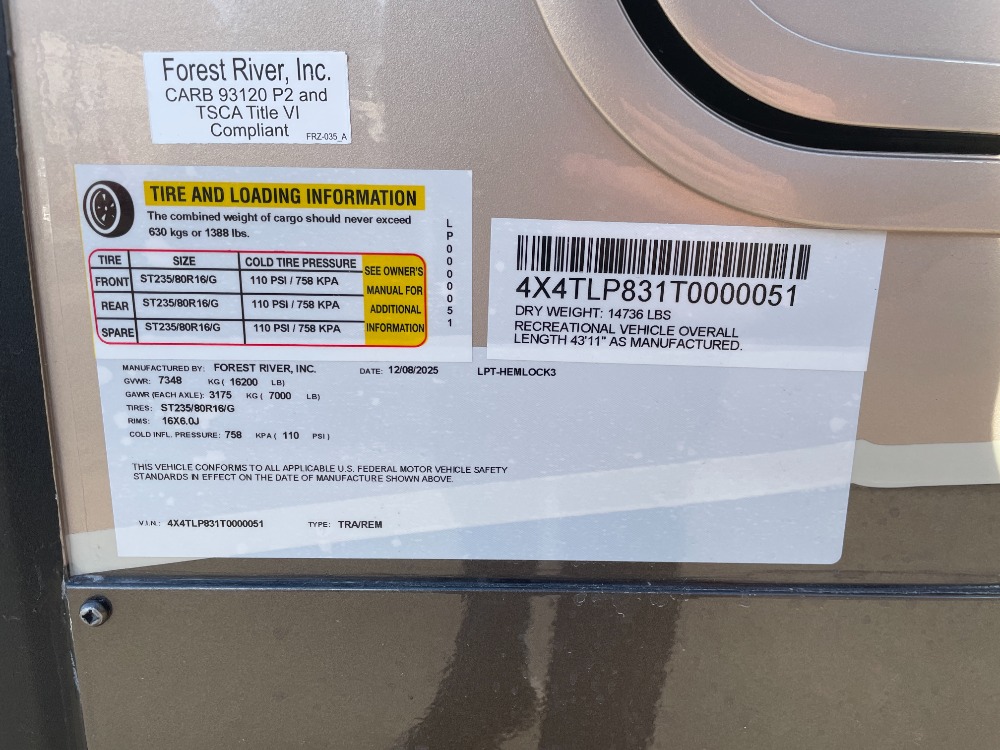 Forest River, Inc.
CARB 93120 P2 and
TSCA Title VI
Compliant
FRZ-035_A
TIRE AND LOADING INFORMATION
The combined weight of cargo should never exceed
630 kgs or 1388 lbs.
TIRE SIZE COLD TIRE PRESSURE
FRONT ST235/80R16/G 110 PSI / 758 KPA
REAR ST235/80R16/G 110 PSI / 758 KPA
SPARE ST235/80R16/G 110 PSI / 758 KPA
SEE OWNER'S
MANUAL FOR
ADDITIONAL
INFORMATION
LP0000051
4X4TLP831T0000051
DRY WEIGHT: 14736 LBS
RECREATIONAL VEHICLE OVERALL
LENGTH 43'11" AS MANUFACTURED.
MANUFACTURED BY: FOREST RIVER, INC. DATE: 12/08/2025 LPT-HEMLOCK3
GVWR: 7348 KG ( 16200 LB)
GAWR (EACH AXLE): 3175 KG ( 7000 LB)
TIRES: ST235/80R16/G
RIMS: 16X6.0J
COLD INFL. PRESSURE: 758 KPA ( 110 PSI )
THIS VEHICLE CONFORMS TO ALL APPLICABLE U.S. FEDERAL MOTOR VEHICLE SAFETY
STANDARDS IN EFFECT ON THE DATE OF MANUFACTURE SHOWN ABOVE.
V.I.N.: 4X4TLP831T0000051 TYPE: TRA/REM